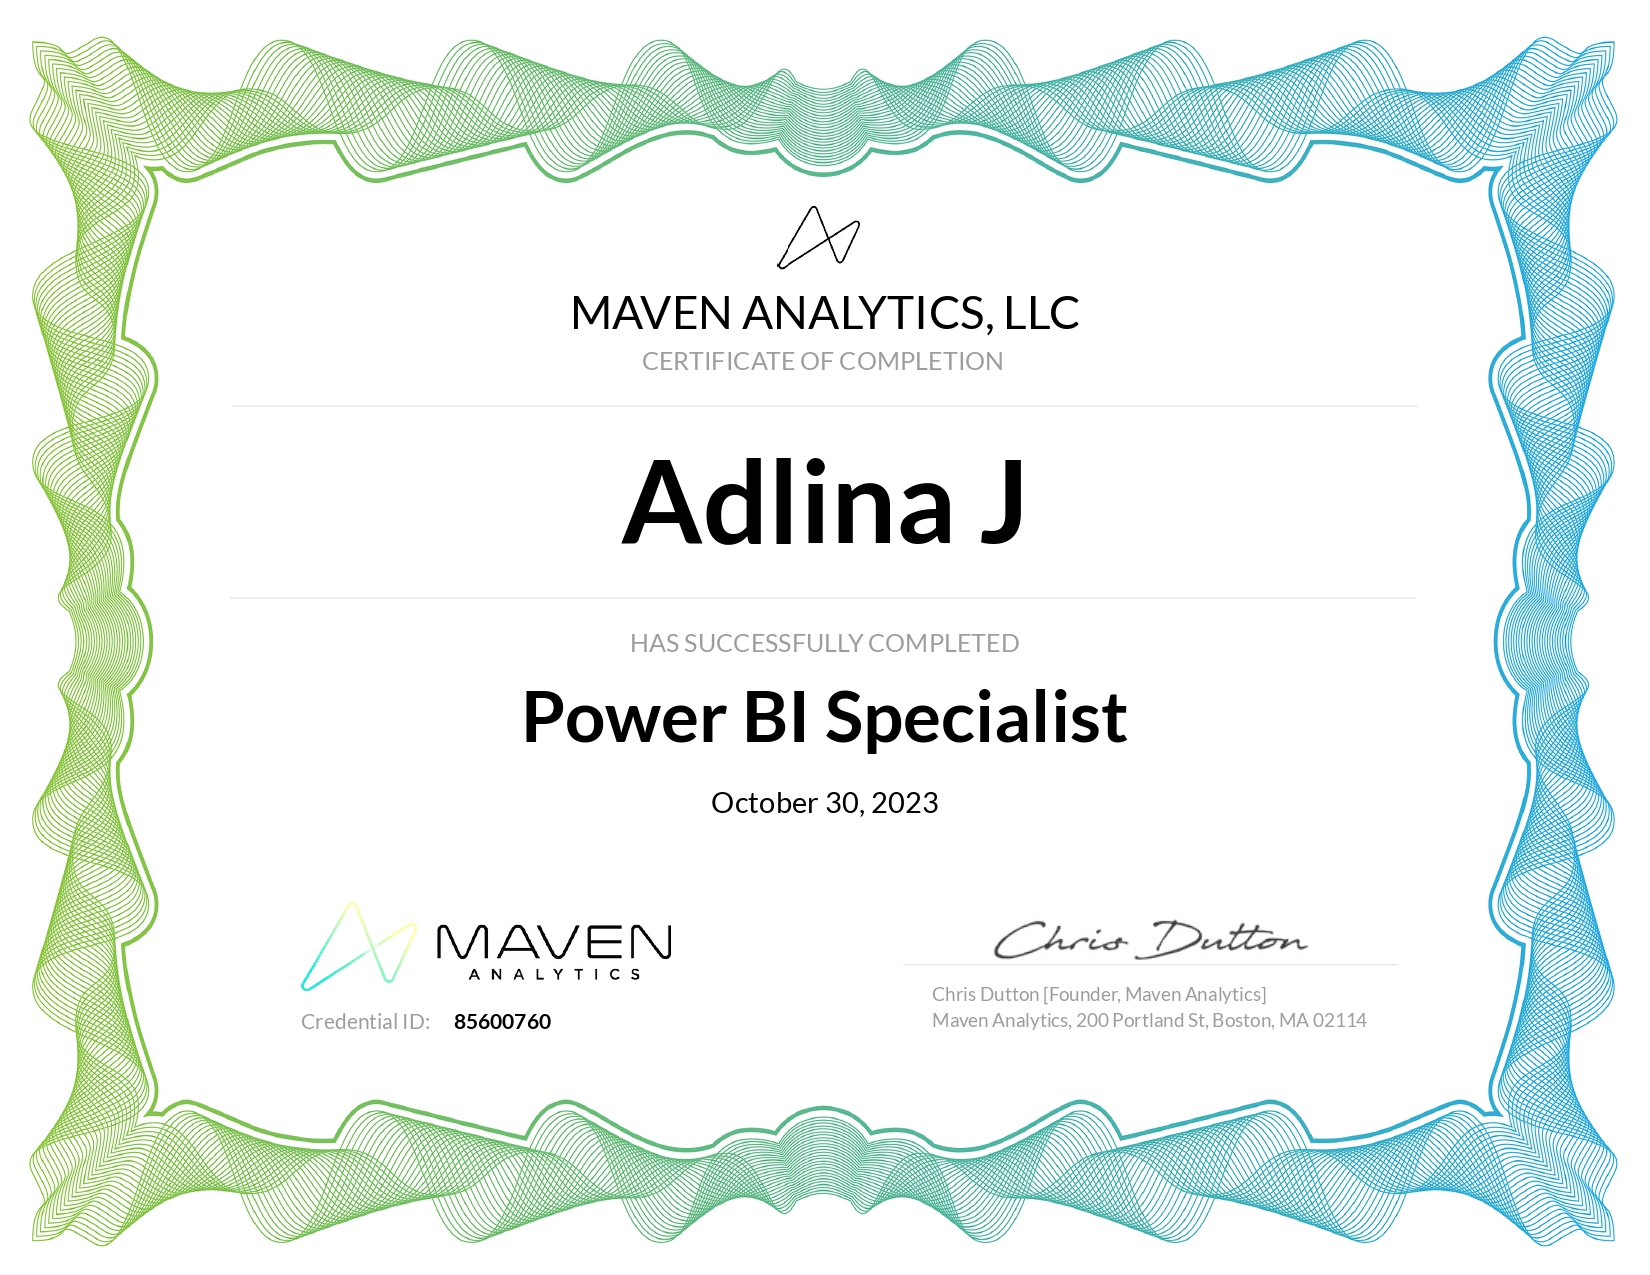 MAVEN ANALYTICS, LLC
CERTIFICATE OF COMPLETION
Adlina J
HAS SUCCESSFULLY COMPLETED
Power BI Specialist
October 30, 2023
MAVEN
ANALYTICS
Credential ID: 85600760
Chris Dutton
Chris Dutton [Founder, Maven Analytics]
Maven Analytics, 200 Portland St, Boston, MA 02114